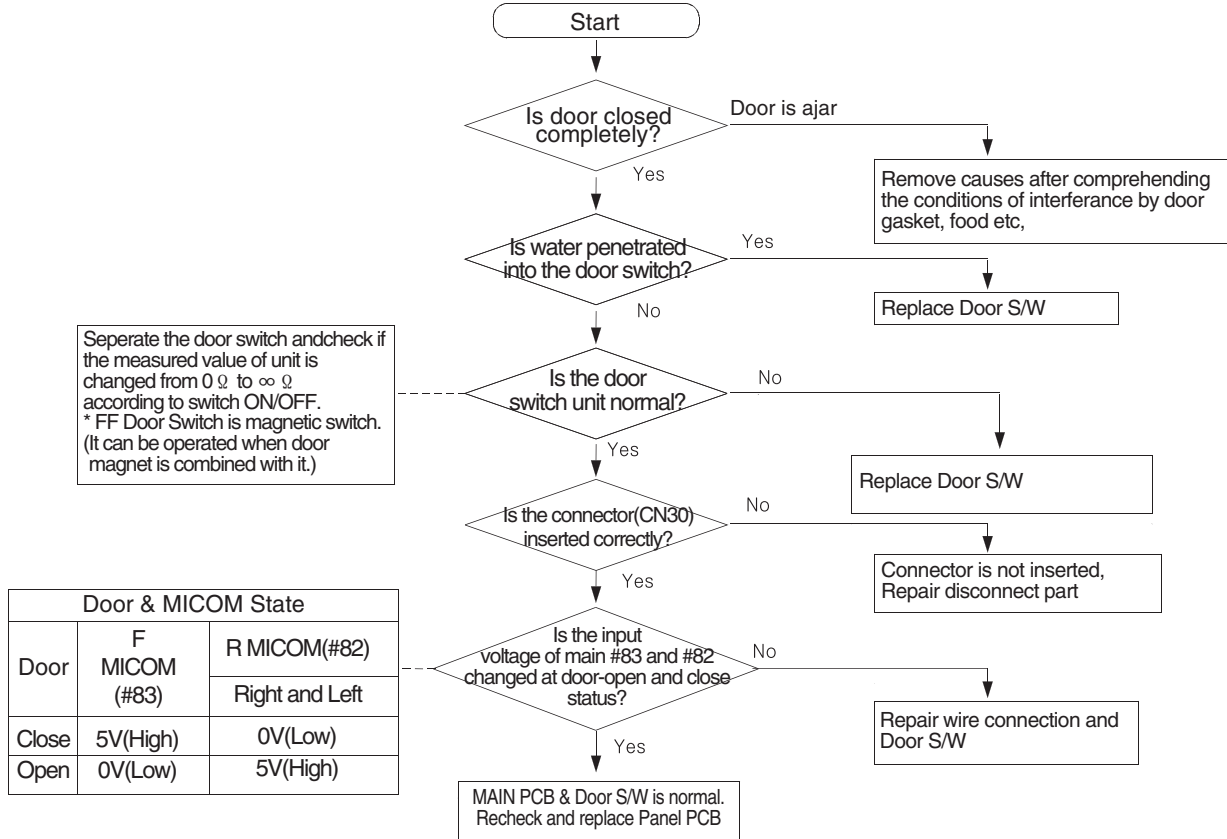 Start
Is door closed
completely?
Door is ajar
Yes
Remove causes after comprehending
the conditions of interferance by door
gasket, food etc,
Is water penetrated
into the door switch?
Yes
No
Replace Door S/W
Seperate the door switch andcheck if
the measured value of unit is
changed from 0 Ω to ∞ Ω
according to switch ON/OFF.
* FF Door Switch is magnetic switch.
(It can be operated when door
magnet is combined with it.)
Is the door
switch unit normal?
No
Yes
Replace Door S/W
Is the connector(CN30)
inserted correctly?
No
Yes
Connector is not inserted,
Repair disconnect part
Door & MICOM State
Door
F
MICOM
(#83)
R MICOM(#82)
Right and Left
Close 5V(High) 0V(Low)
Open 0V(Low) 5V(High)
Is the input
voltage of main #83 and #82
changed at door-open and close
status?
No
Yes
Repair wire connection and
Door S/W
MAIN PCB & Door S/W is normal.
Recheck and replace Panel PCB